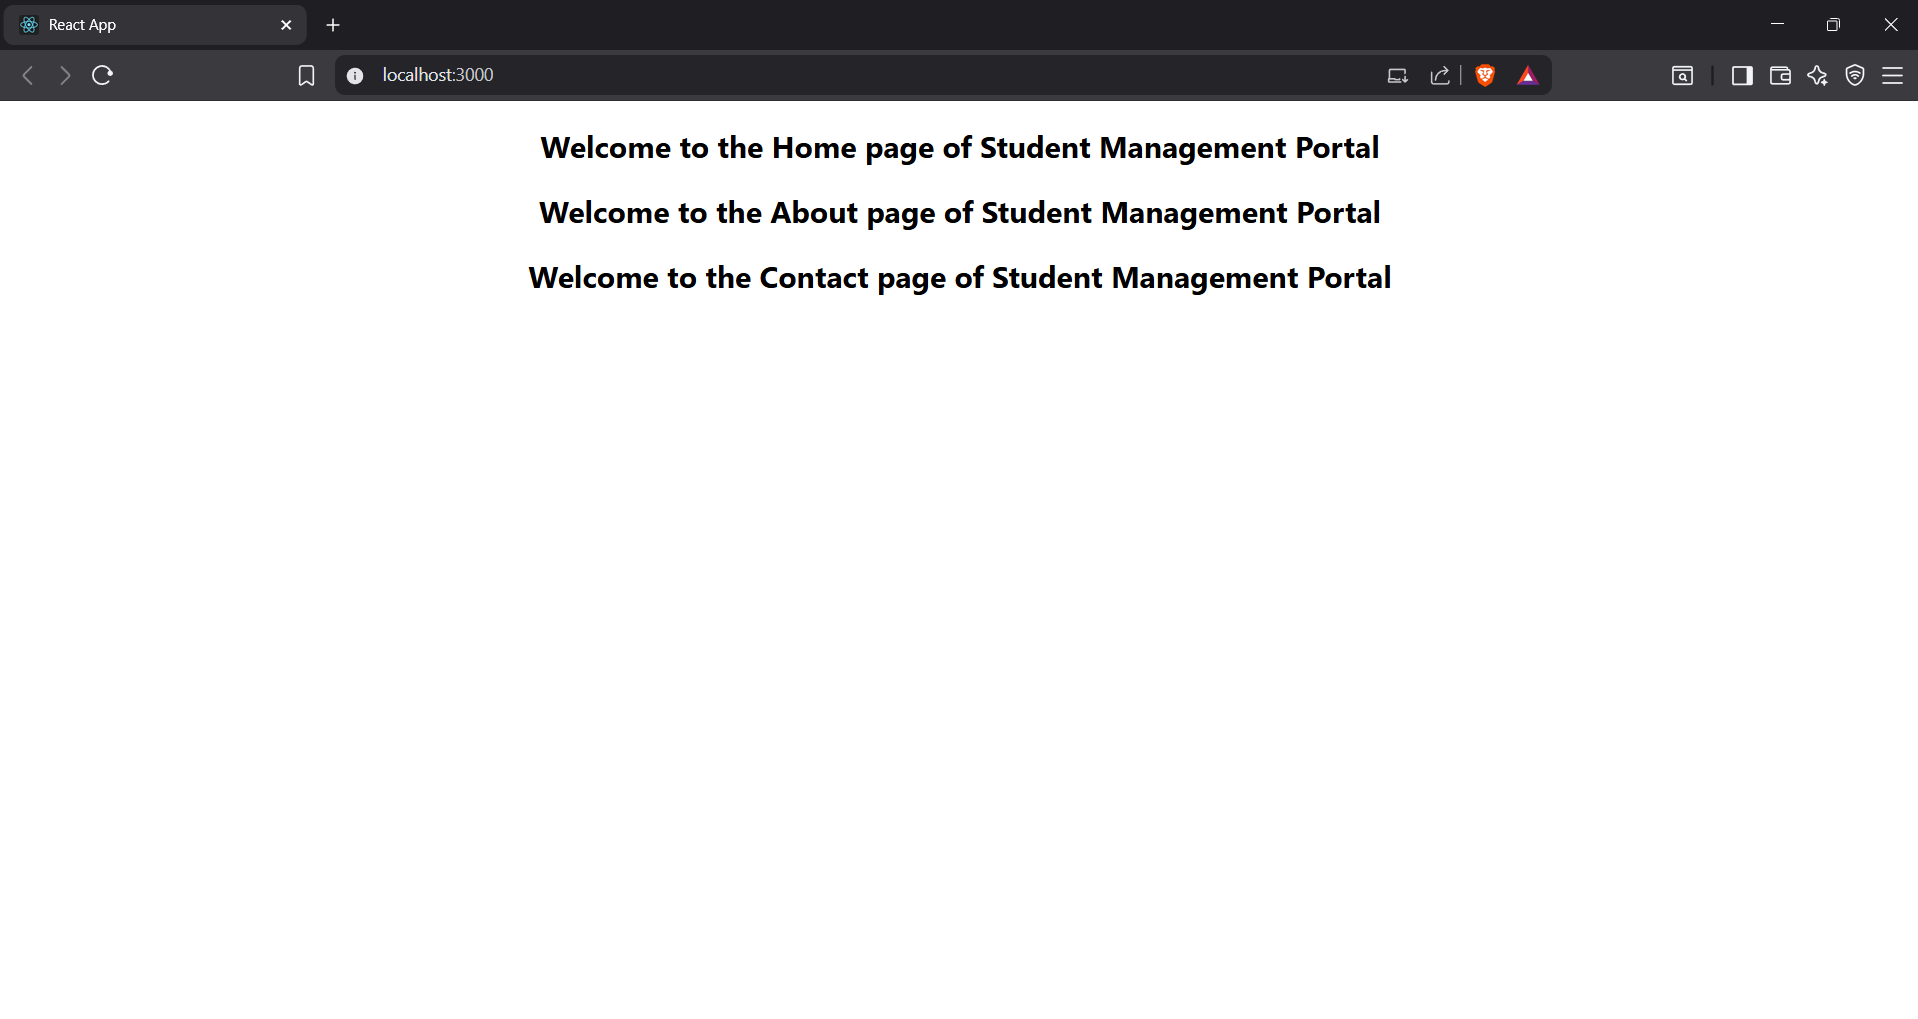 React App
localhost:3000
Welcome to the Home page of Student Management Portal
Welcome to the About page of Student Management Portal
Welcome to the Contact page of Student Management Portal